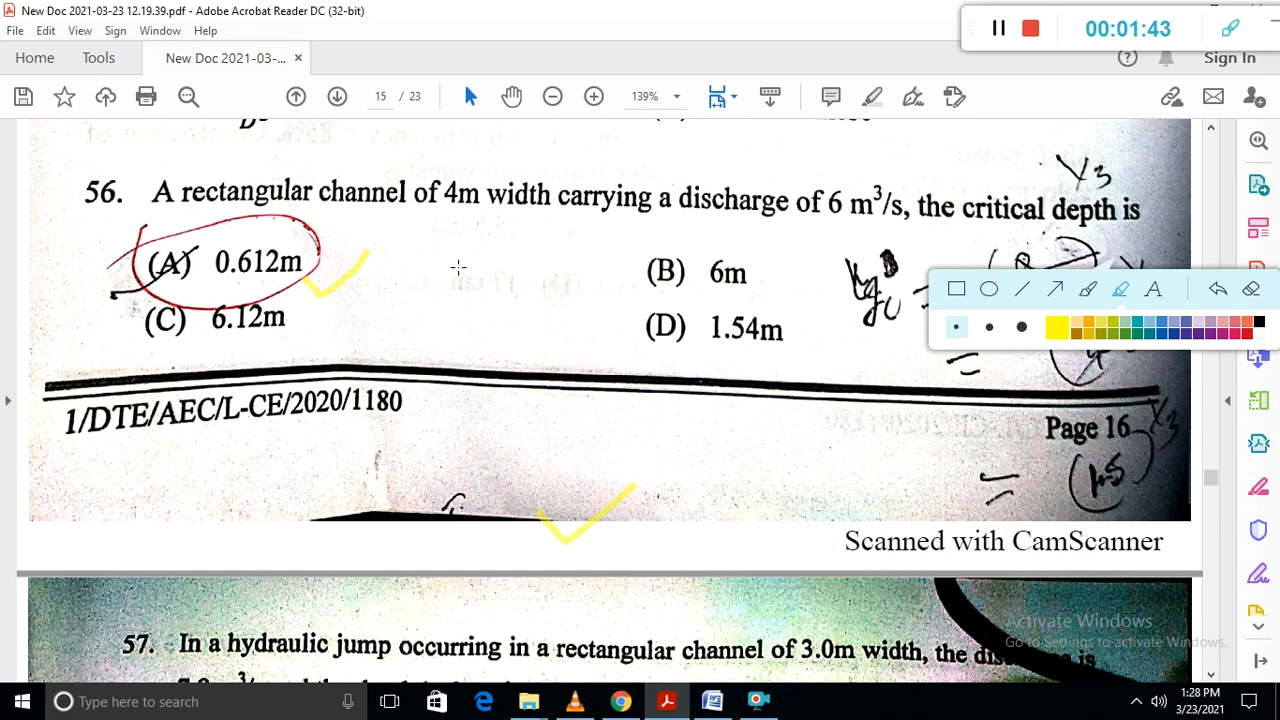 New Doc 2021-03-23 12.19.39.pdf - Adobe Acrobat Reader DC (32-bit)
File Edit View Sign Window Help
00:01:43
Home Tools New Doc 2021-03-... × Sign In
15 / 23 139%
56. A rectangular channel of 4m width carrying a discharge of 6 m³/s, the critical depth is
(A) 0.612m
(B) 6m
(C) 6.12m
(D) 1.54m
1/DTE/AEC/L-CE/2020/1180
Page 16
Scanned with CamScanner
57. In a hydraulic jump occurring in a rectangular channel of 3.0m width, the
Activate Windows
Go to Settings to activate Windows.
Type here to search
1:28 PM
3/23/2021